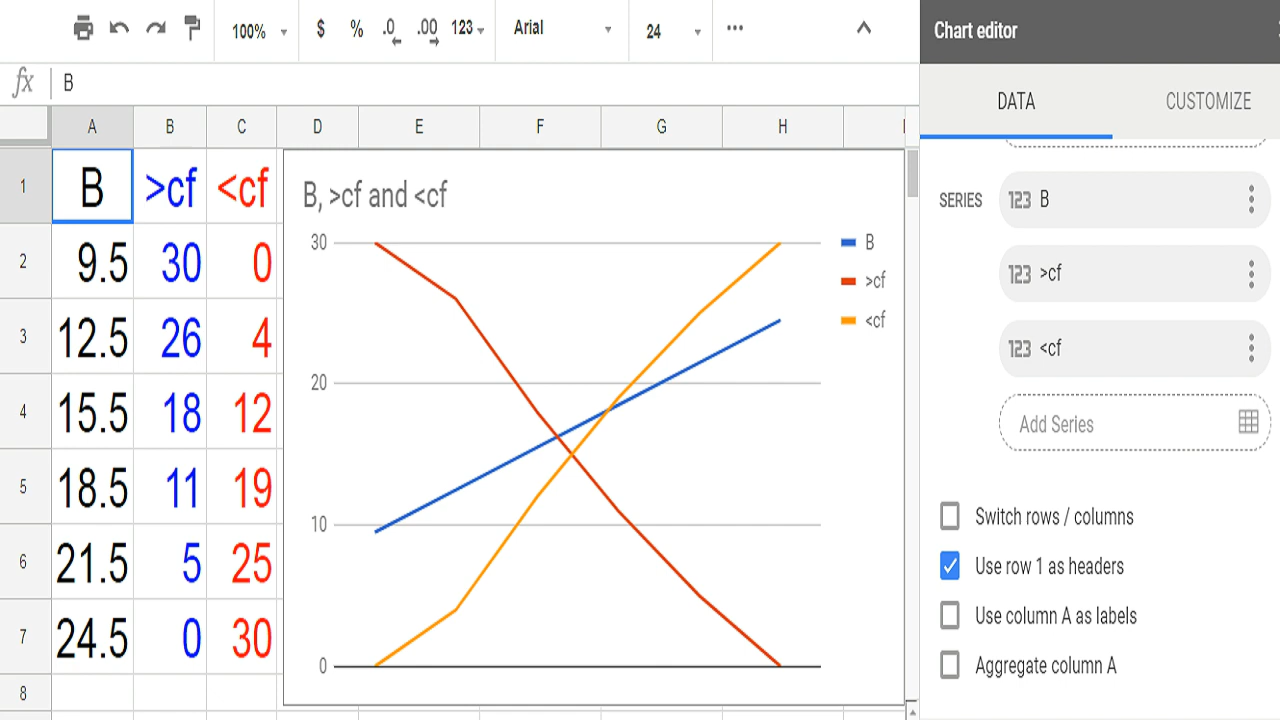 100% $ % .0 .00 123 Arial 24 ...
Chart editor
fx B
DATA CUSTOMIZE
A B C D E F G H
1 B >cf <cf
2 9.5 30 0
3 12.5 26 4
4 15.5 18 12
5 18.5 11 19
6 21.5 5 25
7 24.5 0 30
8
B, >cf and <cf
30
20
10
0
B
>cf
<cf
SERIES
123 B
123 >cf
123 <cf
Add Series
Switch rows / columns
Use row 1 as headers
Use column A as labels
Aggregate column A